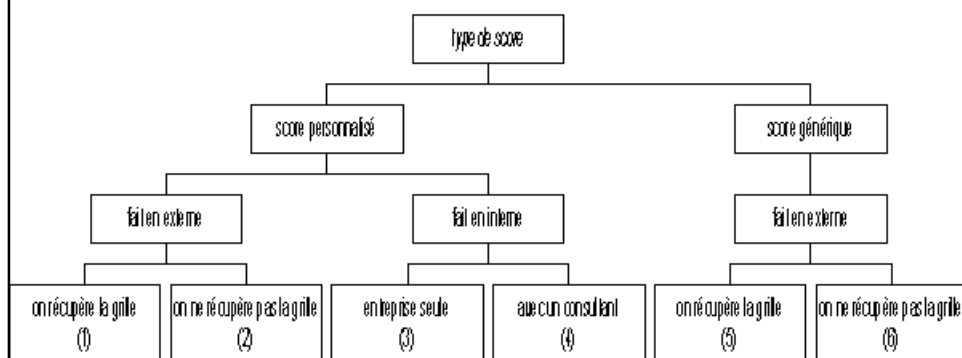 type de score
score personnalisé
score générique
fait en externe
fait en interne
fait en externe
on récupère la grille
(1)
on ne récupère pas la grille
(2)
entreprise seule
(3)
avec un consultant
(4)
on récupère la grille
(5)
on ne récupère pas la grille
(6)